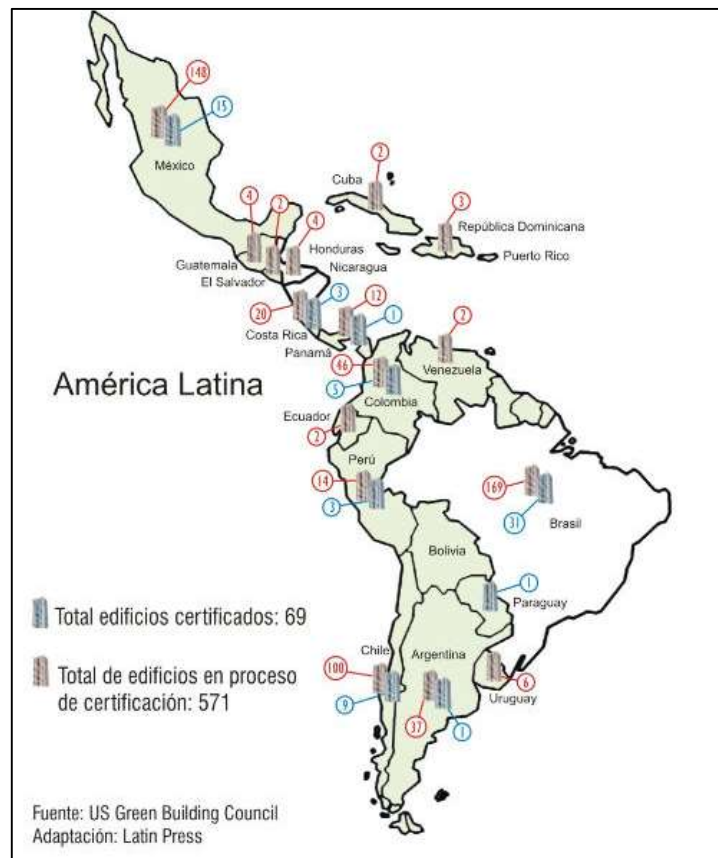 148
15
México
2
Cuba
3
República Dominicana
Puerto Rico
4
2
4
Honduras
Nicaragua
Guatemala
El Salvador
20
3
12
1
Costa Rica
Panamá
2
Venezuela
46
5
Colombia
América Latina
Ecuador
2
Perú
14
3
169
31
Brasil
Bolivia
1
Paraguay
Total edificios certificados: 69
Chile
Argentina
100
9
37
1
6
Uruguay
Total de edificios en proceso
de certificación: 571
Fuente: US Green Building Council
Adaptación: Latin Press